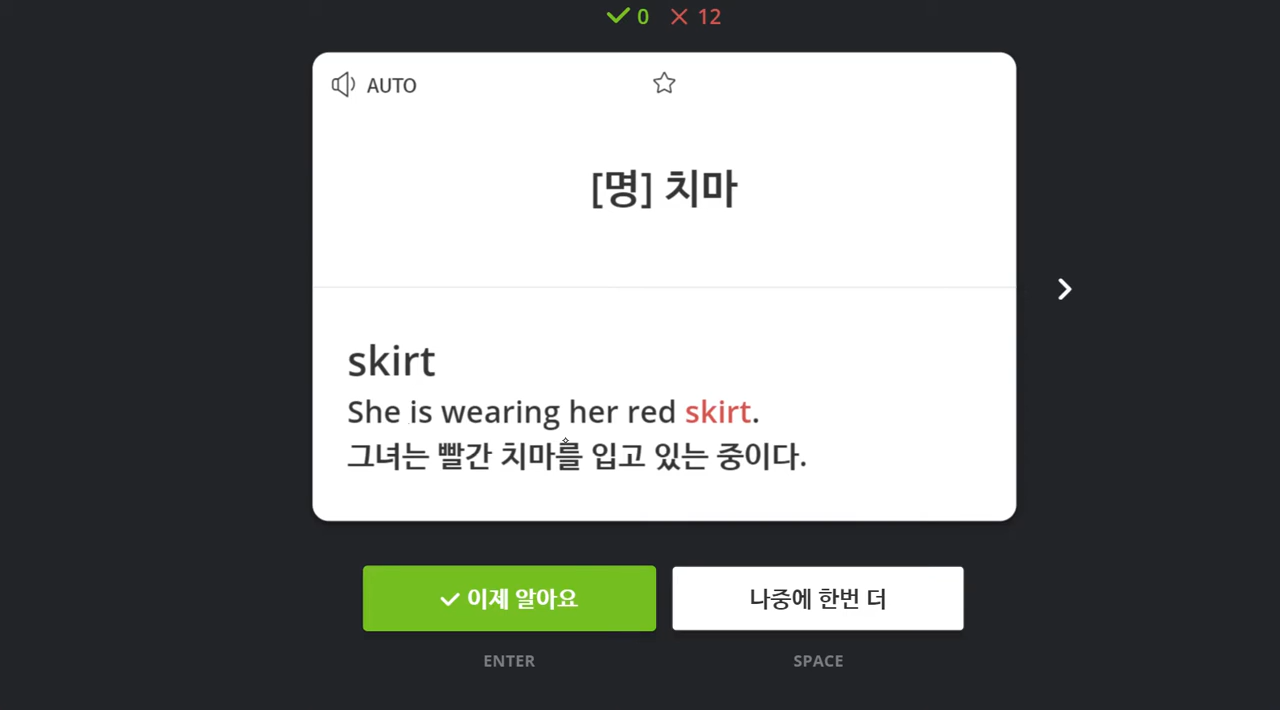 0 12
AUTO
[명] 치마
skirt
She is wearing her red skirt.
그녀는 빨간 치마를 입고 있는 중이다.
이제 알아요 나중에 한번 더
ENTER SPACE